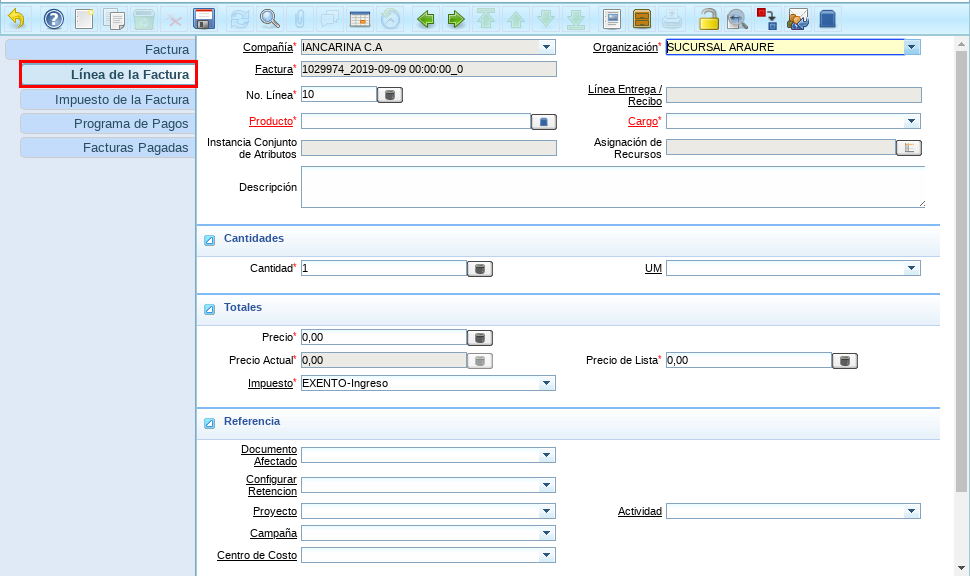 Factura
Línea de la Factura
Impuesto de la Factura
Programa de Pagos
Facturas Pagadas
Compañía* IANCARINA C.A
Organización* SUCURSAL ARAURE
Factura* 1029974_2019-09-09 00:00:00_0
No. Línea* 10
Línea Entrega /
Recibo
Producto*
Cargo*
Instancia Conjunto
de Atributos
Asignación de
Recursos
Descripción
Cantidades
Cantidad* 1
UM
Totales
Precio* 0,00
Precio Actual* 0,00
Precio de Lista* 0,00
Impuesto* EXENTO-Ingreso
Referencia
Documento
Afectado
Configurar
Retencion
Proyecto
Actividad
Campaña
Centro de Costo